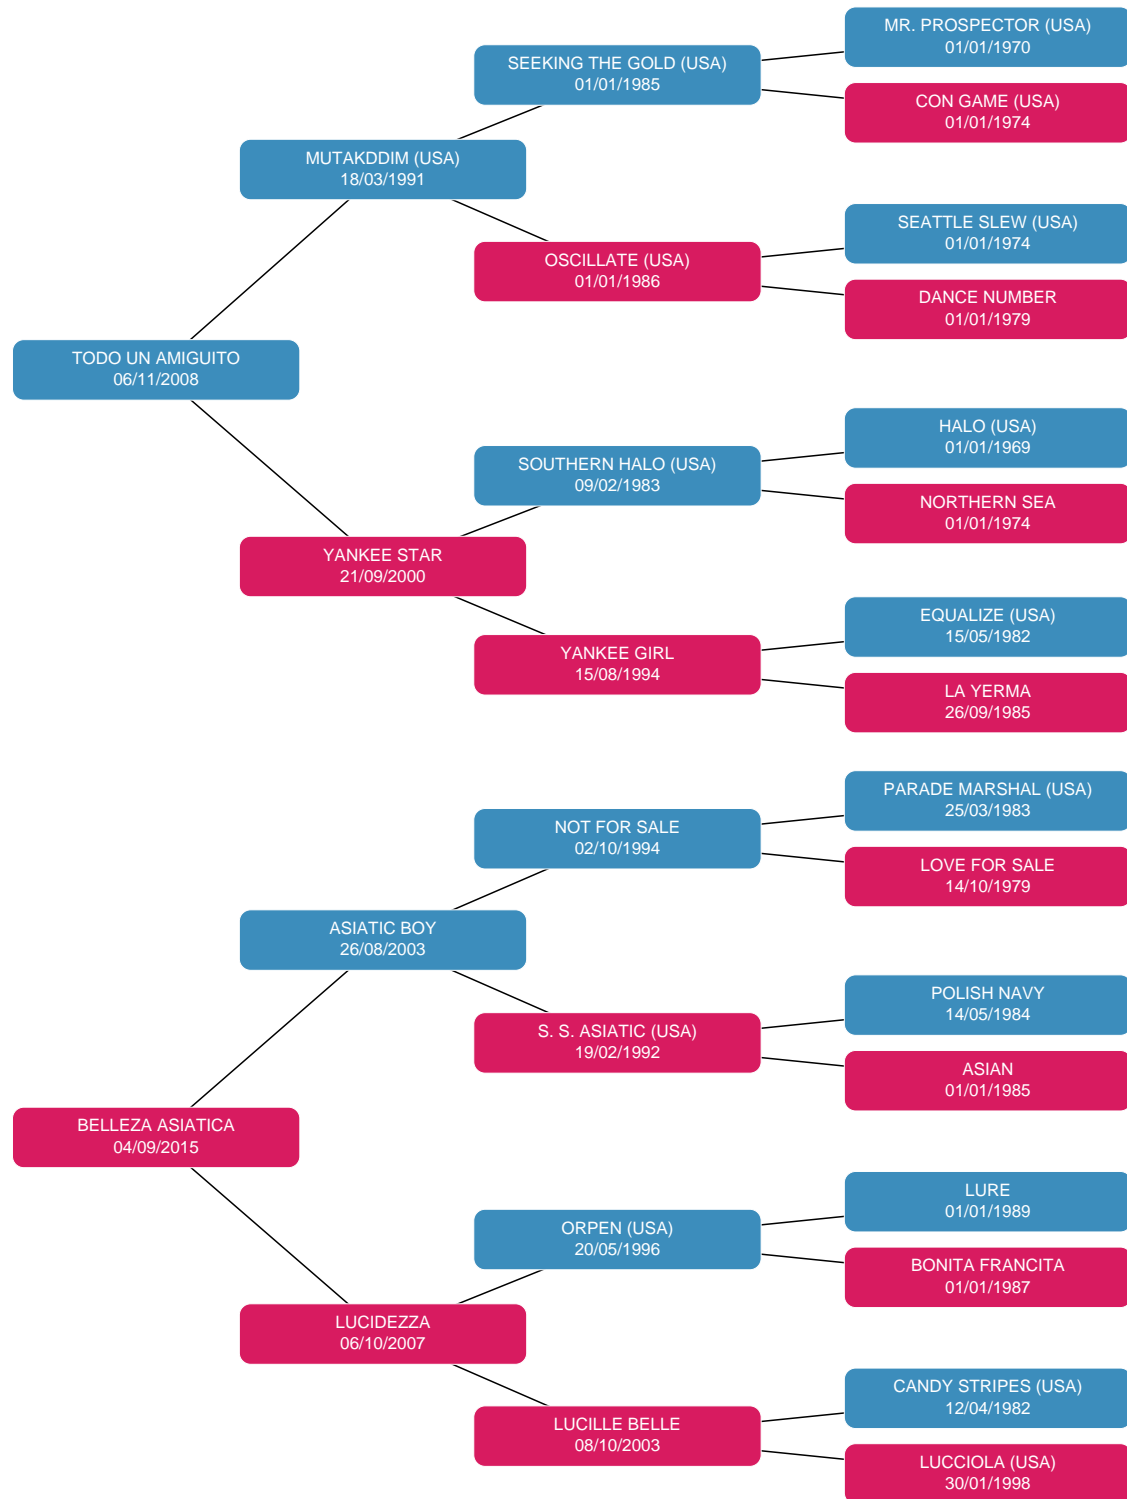 MR. PROSPECTOR (USA)
01/01/1970
SEEKING THE GOLD (USA)
01/01/1985
CON GAME (USA)
01/01/1974
MUTAKDDIM (USA)
18/03/1991
SEATTLE SLEW (USA)
01/01/1974
OSCILLATE (USA)
01/01/1986
DANCE NUMBER
01/01/1979
TODO UN AMIGUITO
06/11/2008
HALO (USA)
01/01/1969
SOUTHERN HALO (USA)
09/02/1983
NORTHERN SEA
01/01/1974
YANKEE STAR
21/09/2000
EQUALIZE (USA)
15/05/1982
YANKEE GIRL
15/08/1994
LA YERMA
26/09/1985
PARADE MARSHAL (USA)
25/03/1983
NOT FOR SALE
02/10/1994
LOVE FOR SALE
14/10/1979
ASIATIC BOY
26/08/2003
POLISH NAVY
14/05/1984
S. S. ASIATIC (USA)
19/02/1992
ASIAN
01/01/1985
BELLEZA ASIATICA
04/09/2015
LURE
01/01/1989
ORPEN (USA)
20/05/1996
BONITA FRANCITA
01/01/1987
LUCIDEZZA
06/10/2007
CANDY STRIPES (USA)
12/04/1982
LUCILLE BELLE
08/10/2003
LUCCIOLA (USA)
30/01/1998